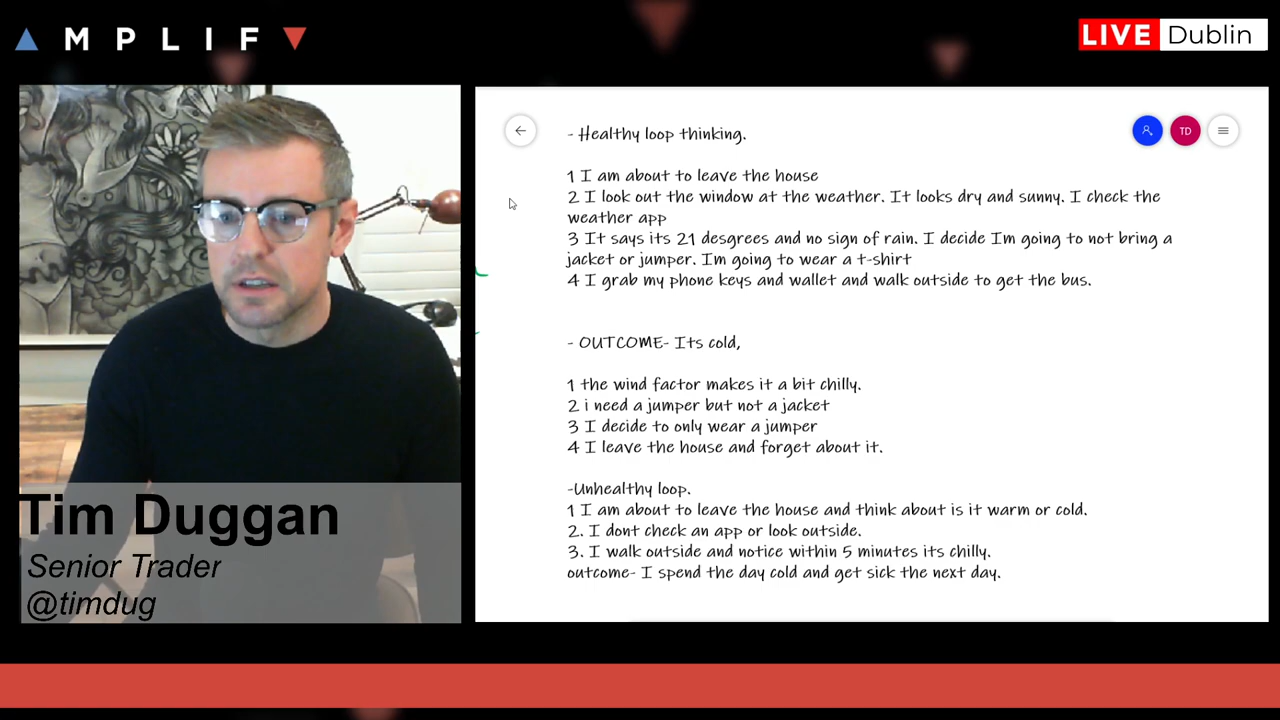 AMPLIFY
LIVE Dublin
- Healthy loop thinking.
TD
1 I am about to leave the house
2 I look out the window at the weather. It looks dry and sunny. I check the
weather app
3 It says its 21 desgrees and no sign of rain. I decide Im going to not bring a
jacket or jumper. Im going to wear a t-shirt
4 I grab my phone keys and wallet and walk outside to get the bus.
- OUTCOME- Its cold,
1 the wind factor makes it a bit chilly.
2 i need a jumper but not a jacket
3 I decide to only wear a jumper
4 I leave the house and forget about it.
-Unhealthy loop.
1 I am about to leave the house and think about is it warm or cold.
2. I dont check an app or look outside.
3. I walk outside and notice within 5 minutes its chilly.
outcome- I spend the day cold and get sick the next day.
Tim Duggan
Senior Trader
@timdug